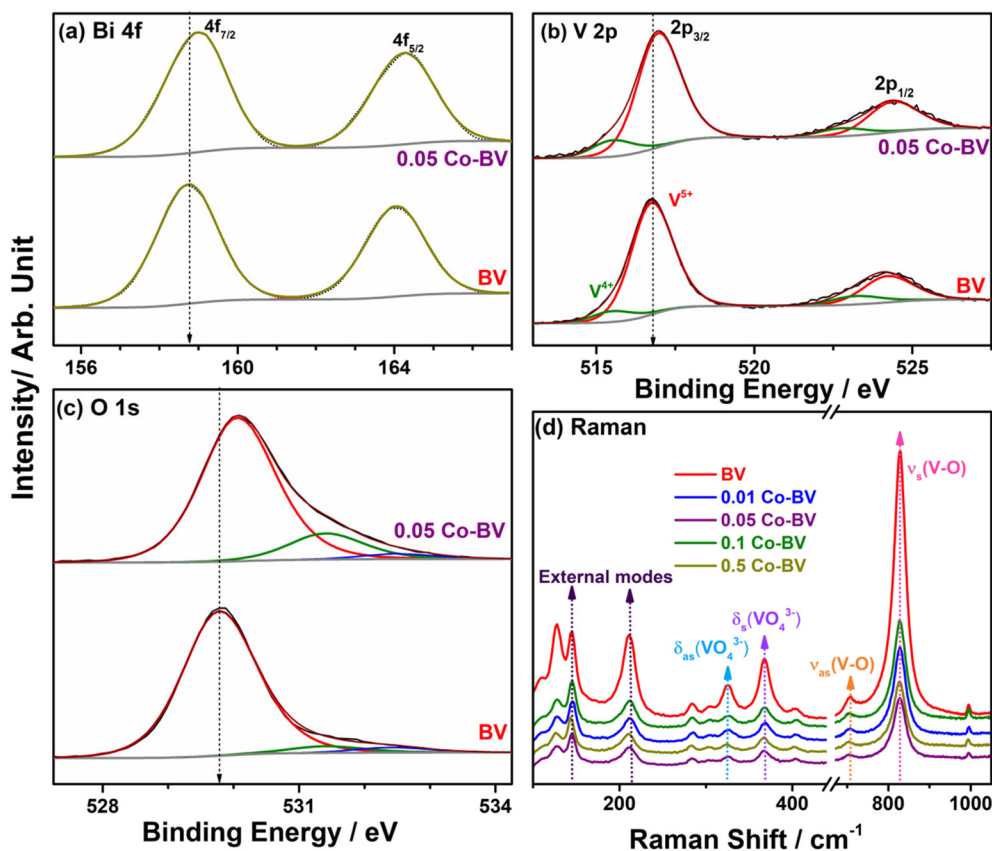 Intensity/ Arb. Unit
(a) Bi 4f
4f7/2
4f5/2
0.05 Co-BV
BV
156 160 164
(b) V 2p
2p3/2
2p1/2
0.05 Co-BV
V5+
V4+
BV
515 520 525
Binding Energy / eV
(c) O 1s
0.05 Co-BV
BV
528 531 534
Binding Energy / eV
(d) Raman
BV
0.01 Co-BV
0.05 Co-BV
0.1 Co-BV
0.5 Co-BV
νs(V-O)
External modes
δs(VO4³⁻)
δas(VO4³⁻)
νas(V-O)
200 400 800 1000
Raman Shift / cm⁻¹